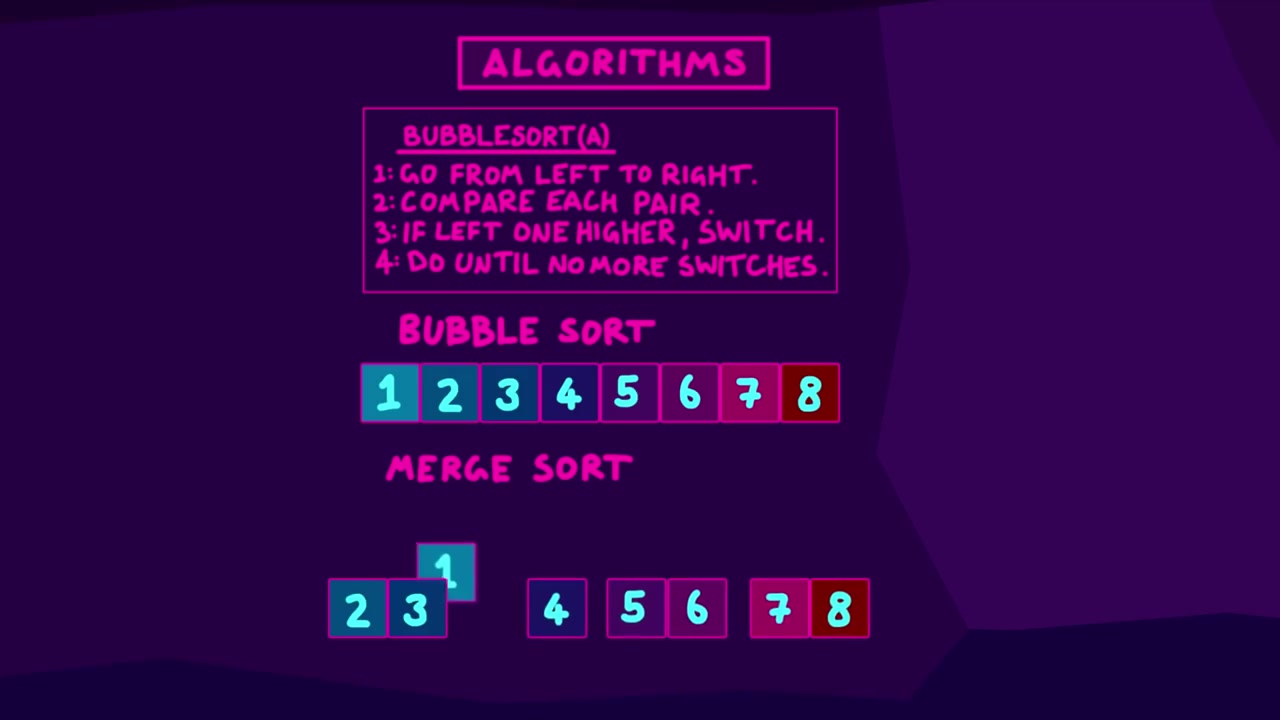 ALGORITHMS
BUBBLESORT(A)
1: GO FROM LEFT TO RIGHT.
2: COMPARE EACH PAIR.
3: IF LEFT ONE HIGHER, SWITCH.
4: DO UNTIL NO MORE SWITCHES.
BUBBLE SORT
1 2 3 4 5 6 7 8
MERGE SORT
1
2 3 4 5 6 7 8